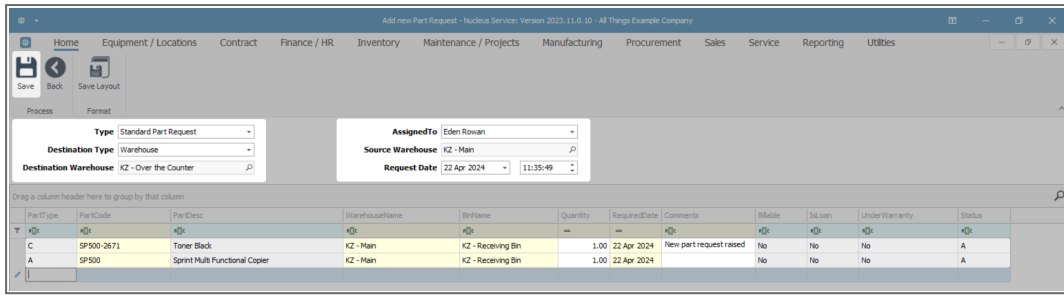 Add new Part Request - Nucleus Service: Version 2023.11.0.10 - All Things Example Company
Home Equipment / Locations Contract Finance / HR Inventory Maintenance / Projects Manufacturing Procurement Sales Service Reporting Utilities
Save Back Save Layout
Process Format
Type Standard Part Request AssignedTo Eden Rowan
Destination Type Warehouse Source Warehouse KZ - Main
Destination Warehouse KZ - Over the Counter Request Date 22 Apr 2024 11:35:49
Drag a column header here to group by that column
PartType PartCode PartDesc WarehouseName BinName Quantity RequiredDate Comments Billable IsLoan UnderWarranty Status
C SP500-2671 Toner Black KZ - Main KZ - Receiving Bin 1.00 22 Apr 2024 New part request raised No No No A
A SP500 Sprint Multi Functional Copier KZ - Main KZ - Receiving Bin 1.00 22 Apr 2024 No No No A